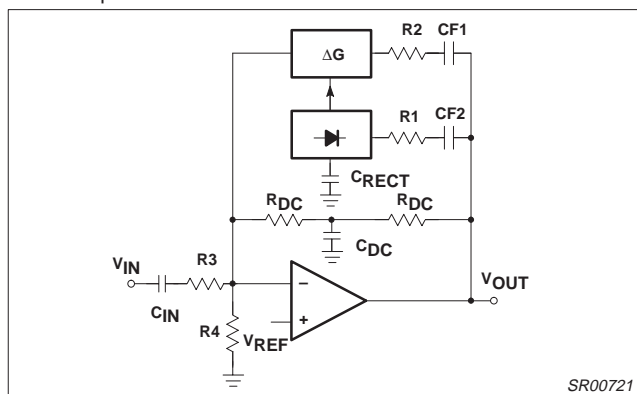 R2 CF1
ΔG
R1 CF2
CRECT
RDC RDC
CDC
VIN R3
CIN
R4
−
+
VREF
VOUT
SR00721